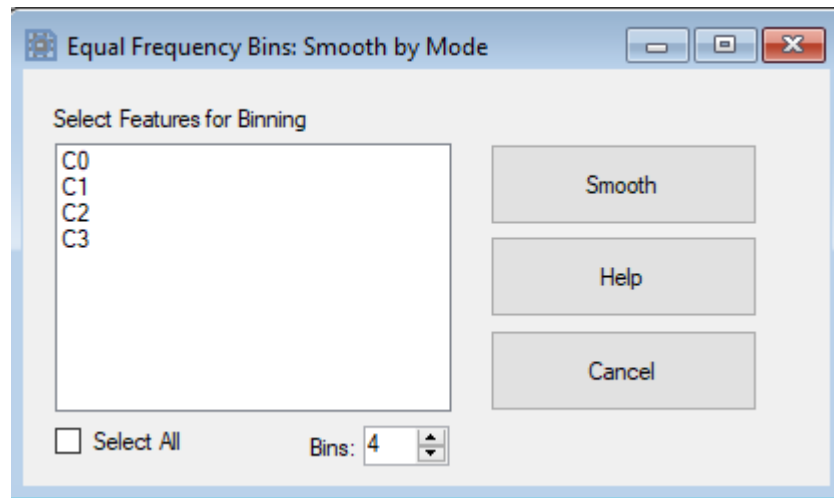 Equal Frequency Bins: Smooth by Mode
Select Features for Binning
C0
C1
C2
C3
Smooth
Help
Cancel
Select All
Bins: 4